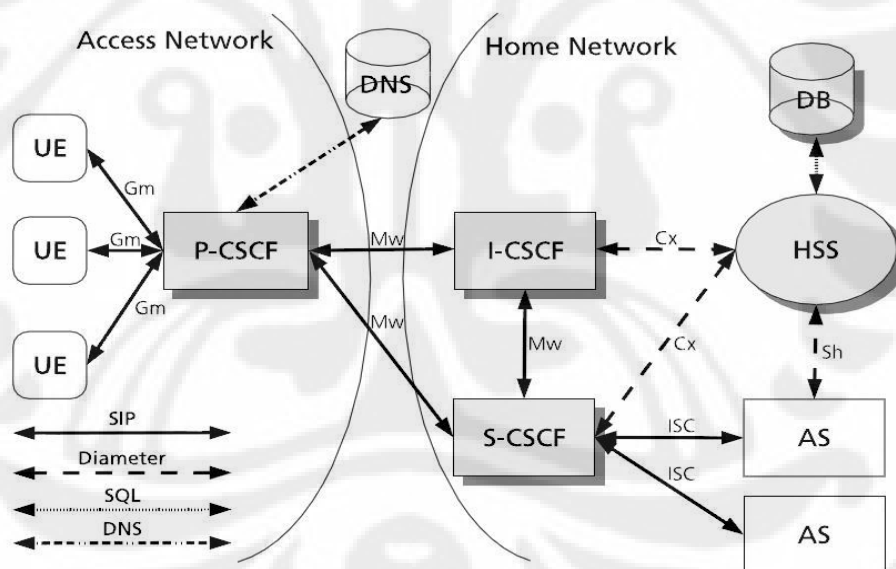 Access Network
Home Network
DNS
DB
UE
Gm
UE
Gm
P-CSCF
Mw
I-CSCF
Cx
HSS
Gm
UE
Mw
Mw
Cx
Sh
SIP
S-CSCF
ISC
AS
Diameter
ISC
SQL
DNS
AS